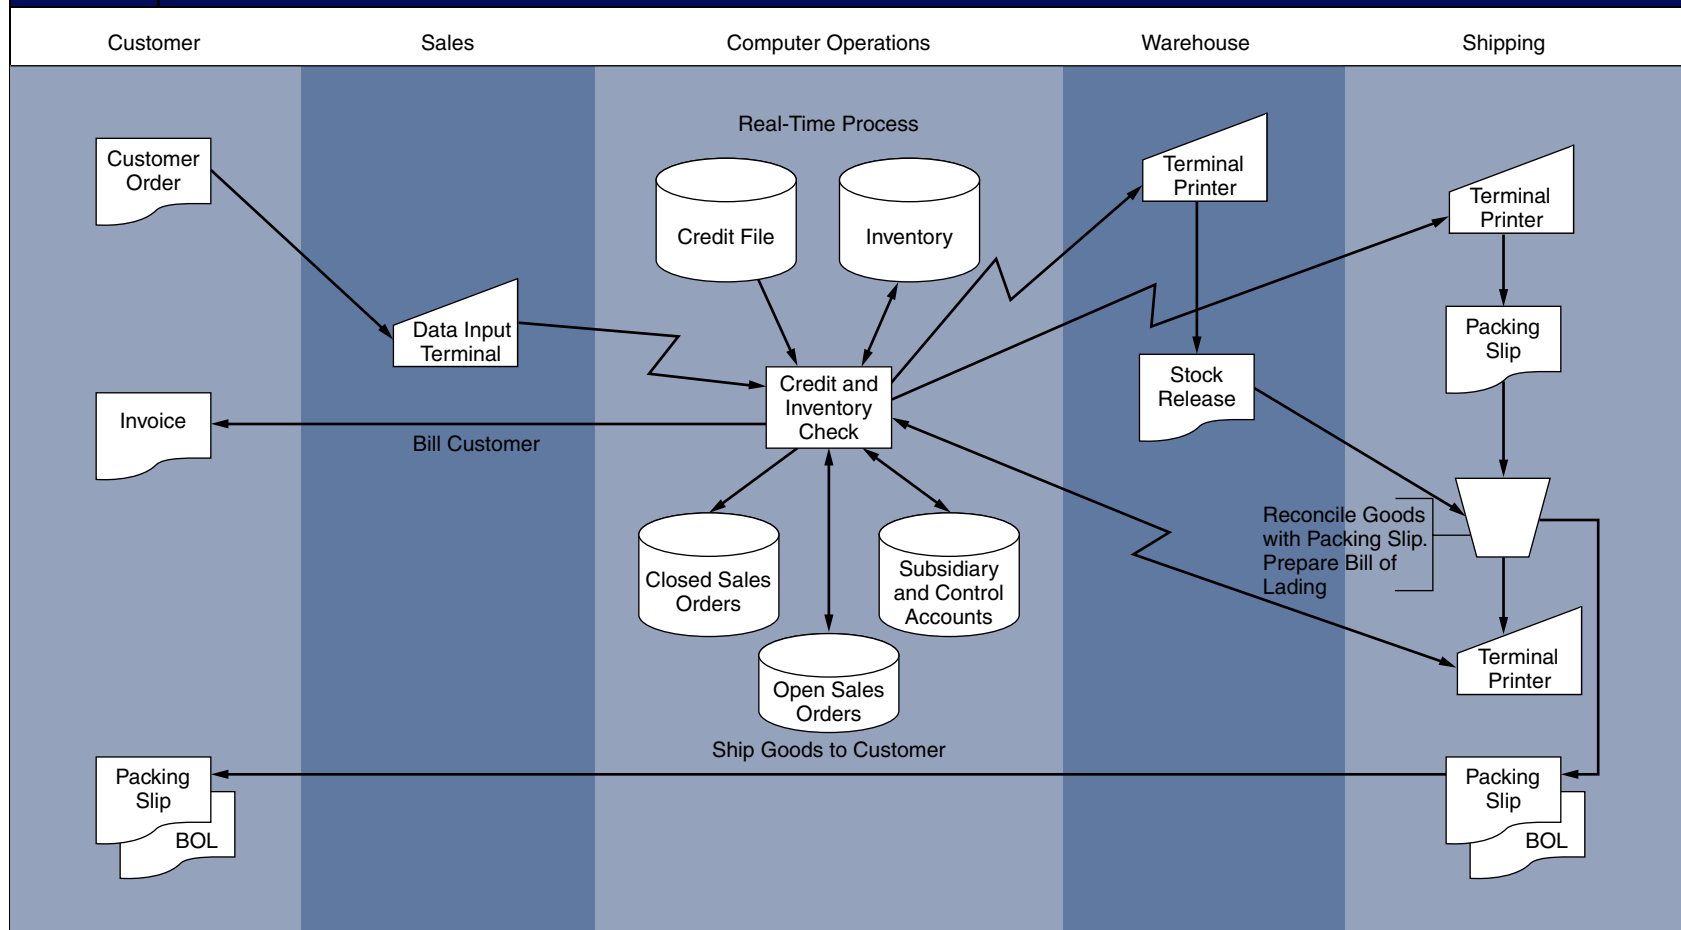 Customer
Sales
Computer Operations
Warehouse
Shipping
Real-Time Process
Customer
Order
Credit File
Inventory
Terminal
Printer
Terminal
Printer
Data Input
Terminal
Packing
Slip
Credit and
Inventory
Check
Stock
Release
Invoice
Bill Customer
Reconcile Goods
with Packing Slip.
Prepare Bill of
Lading
Closed Sales
Orders
Subsidiary
and Control
Accounts
Open Sales
Orders
Terminal
Printer
Ship Goods to Customer
Packing
Slip
BOL
Packing
Slip
BOL